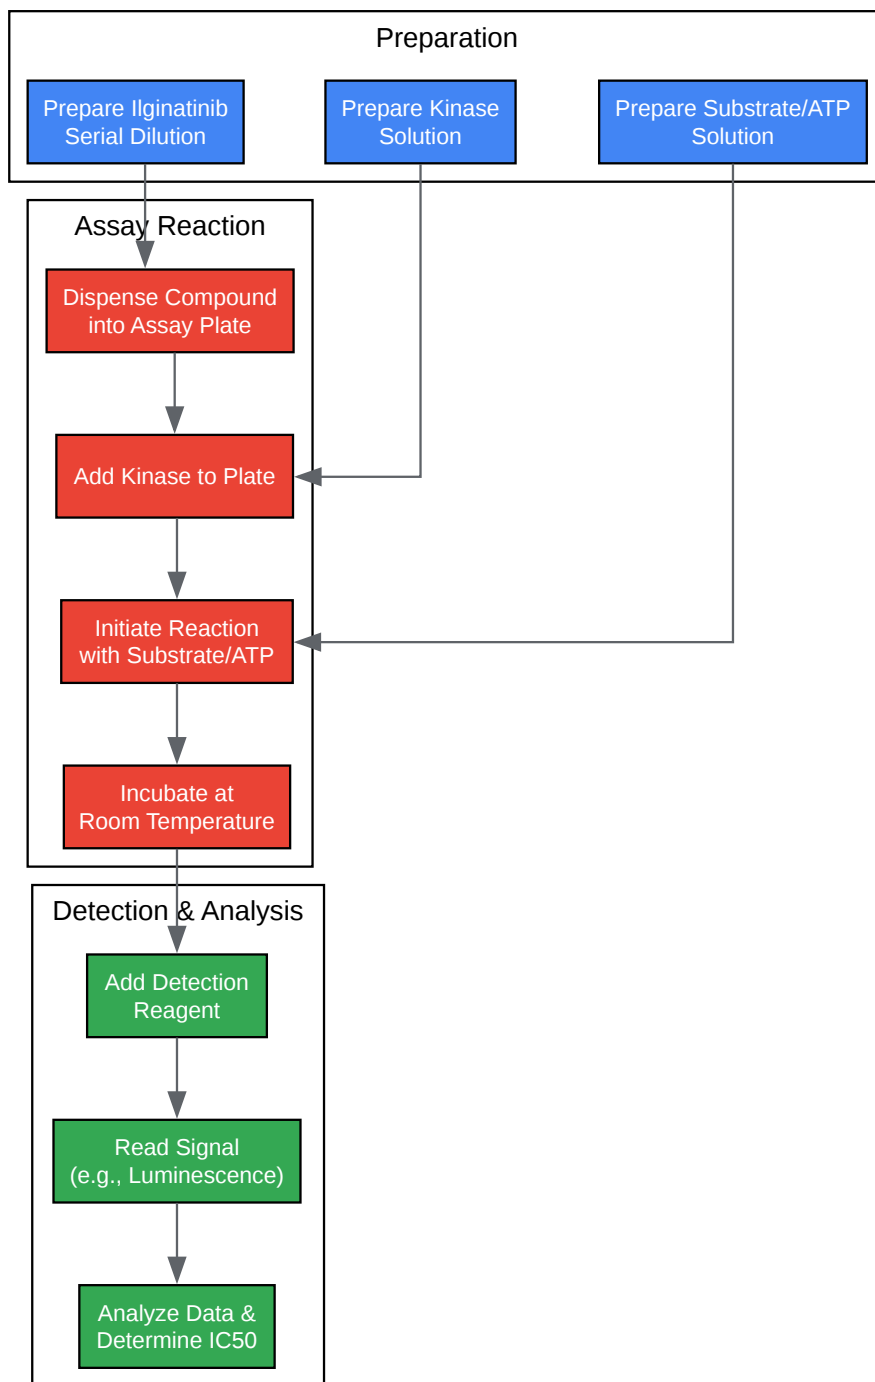 Preparation
Prepare Ilginatinib
Serial Dilution
Prepare Kinase
Solution
Prepare Substrate/ATP
Solution
Assay Reaction
Dispense Compound
into Assay Plate
Add Kinase to Plate
Initiate Reaction
with Substrate/ATP
Incubate at
Room Temperature
Detection & Analysis
Add Detection
Reagent
Read Signal
(e.g., Luminescence)
Analyze Data &
Determine IC50